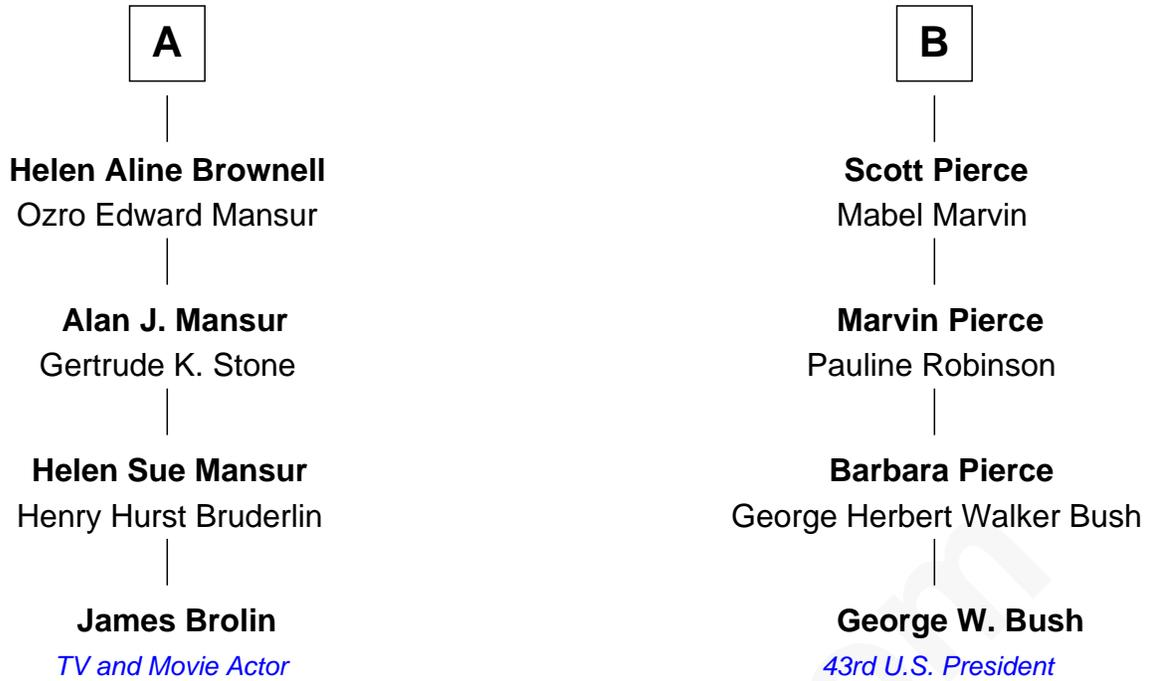 A
B
Helen Aline Brownell
Ozro Edward Mansur
Scott Pierce
Mabel Marvin
Alan J. Mansur
Gertrude K. Stone
Marvin Pierce
Pauline Robinson
Helen Sue Mansur
Henry Hurst Bruderlin
Barbara Pierce
George Herbert Walker Bush
James Brolin
TV and Movie Actor
George W. Bush
43rd U.S. President